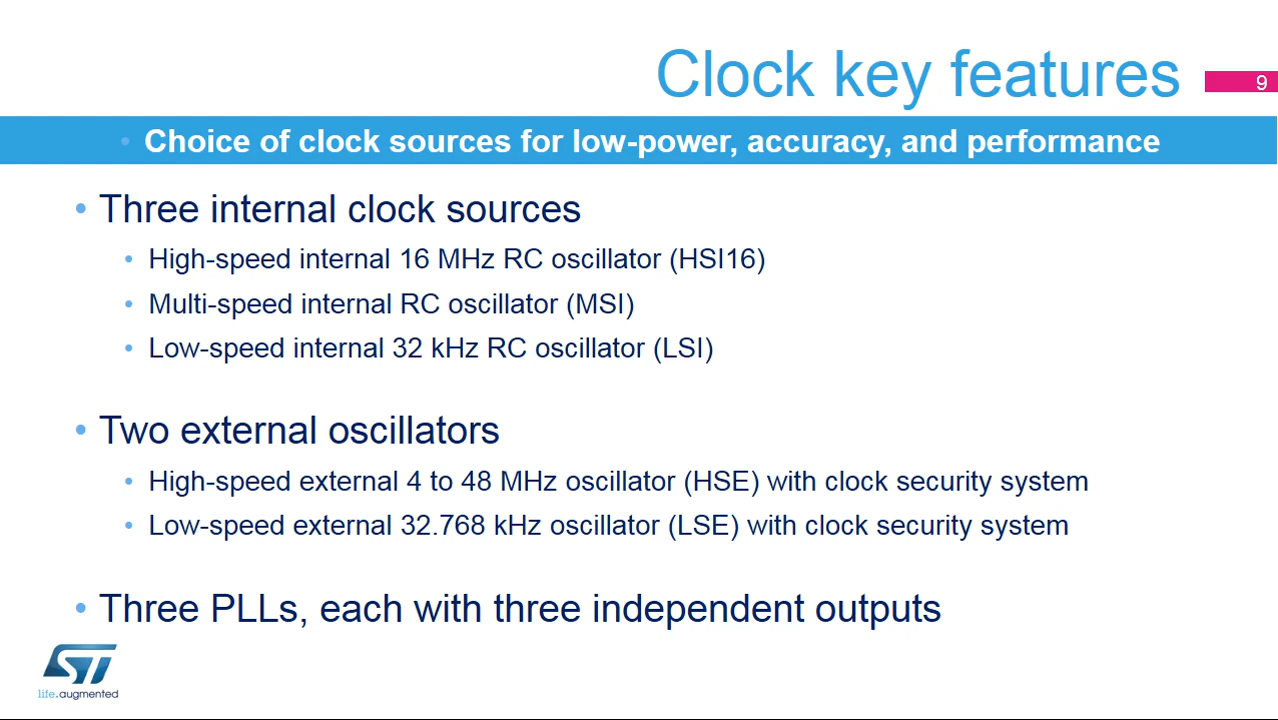 Clock key features
9
• Choice of clock sources for low-power, accuracy, and performance
• Three internal clock sources
• High-speed internal 16 MHz RC oscillator (HSI16)
• Multi-speed internal RC oscillator (MSI)
• Low-speed internal 32 kHz RC oscillator (LSI)
• Two external oscillators
• High-speed external 4 to 48 MHz oscillator (HSE) with clock security system
• Low-speed external 32.768 kHz oscillator (LSE) with clock security system
• Three PLLs, each with three independent outputs
ST
life.augmented